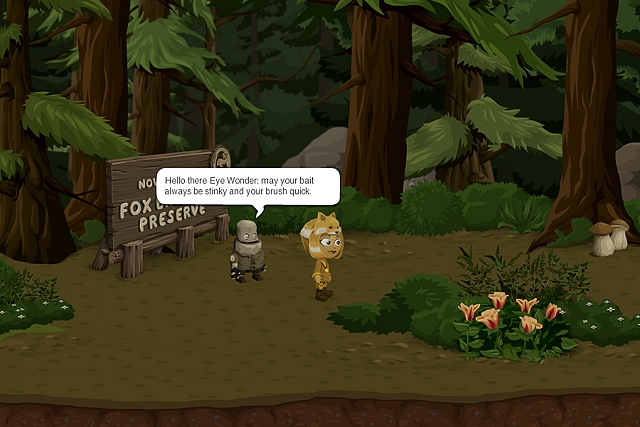 Hello there Eye Wonder: may your bait
always be stinky and your brush quick.
NO
FOX
PRESERVE